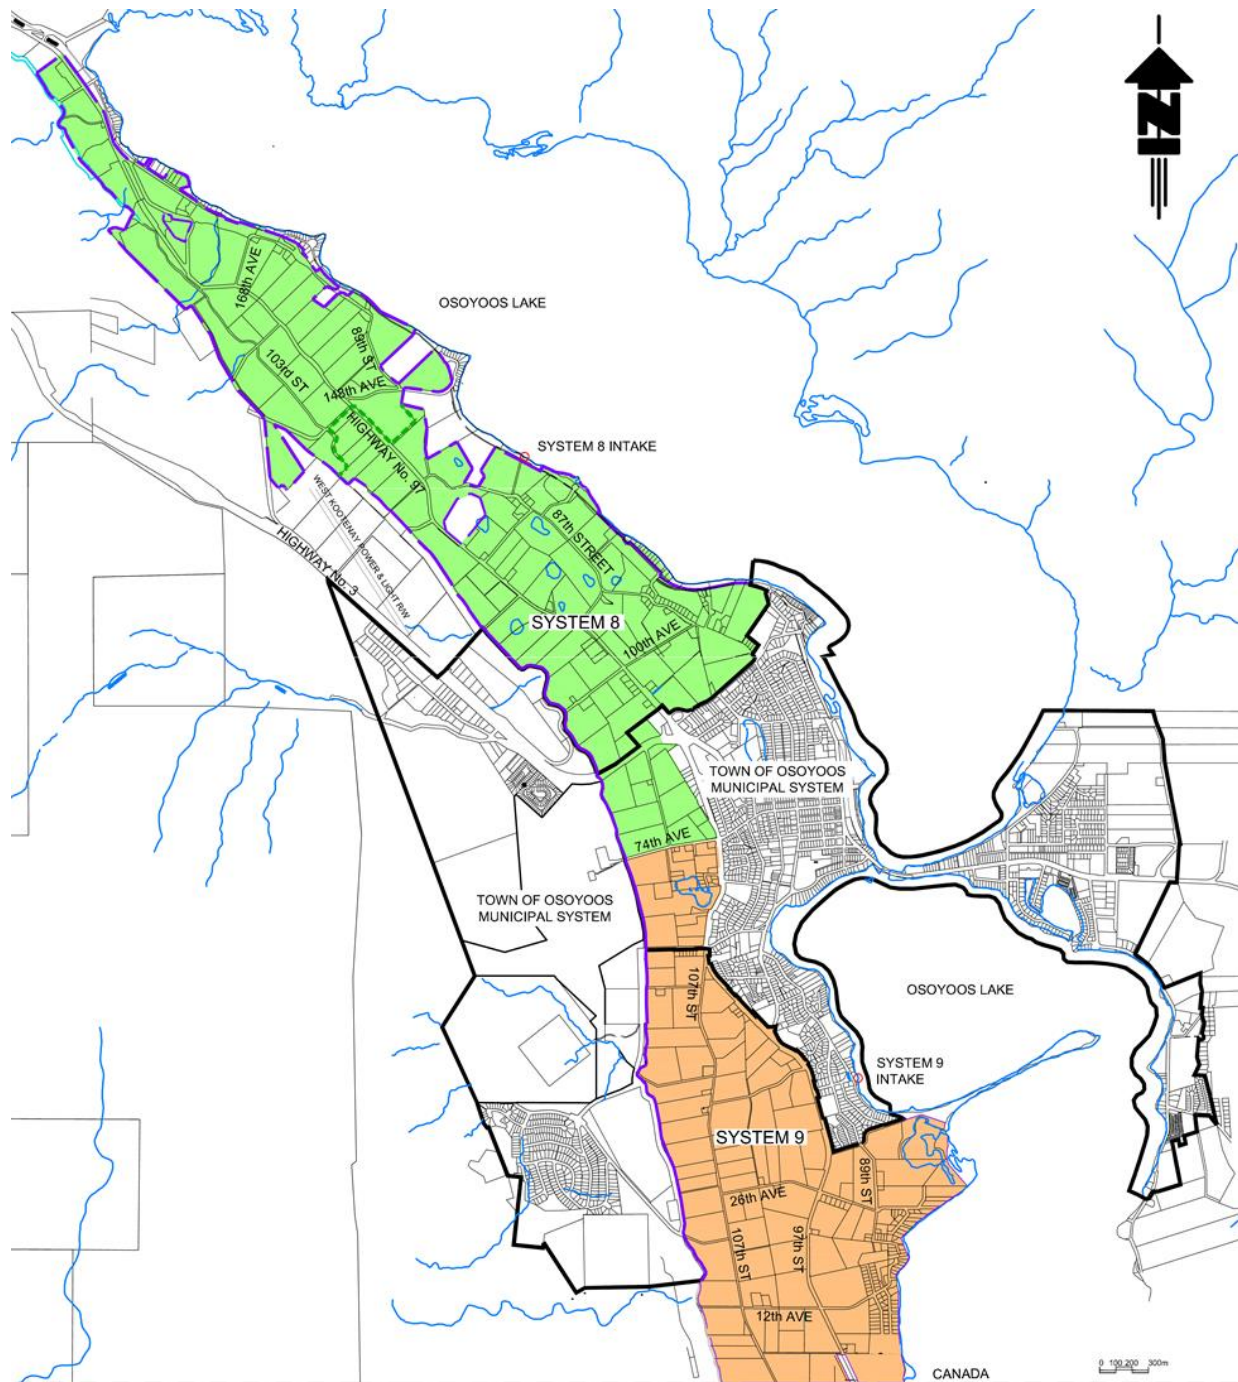 N
168th AVE
OSOYOOS LAKE
89th ST
103rd ST
148th AVE
HIGHWAY No. 97
SYSTEM 8 INTAKE
WEST KOOTENAY POWER & LIGHT R/W
HIGHWAY No. 3
87th STREET
SYSTEM 8
100th AVE
TOWN OF OSOYOOS
MUNICIPAL SYSTEM
74th AVE
TOWN OF OSOYOOS
MUNICIPAL SYSTEM
107th ST
OSOYOOS LAKE
SYSTEM 9
INTAKE
SYSTEM 9
89th ST
26th AVE
107th ST
97th ST
12th AVE
CANADA
0 100 200 300m